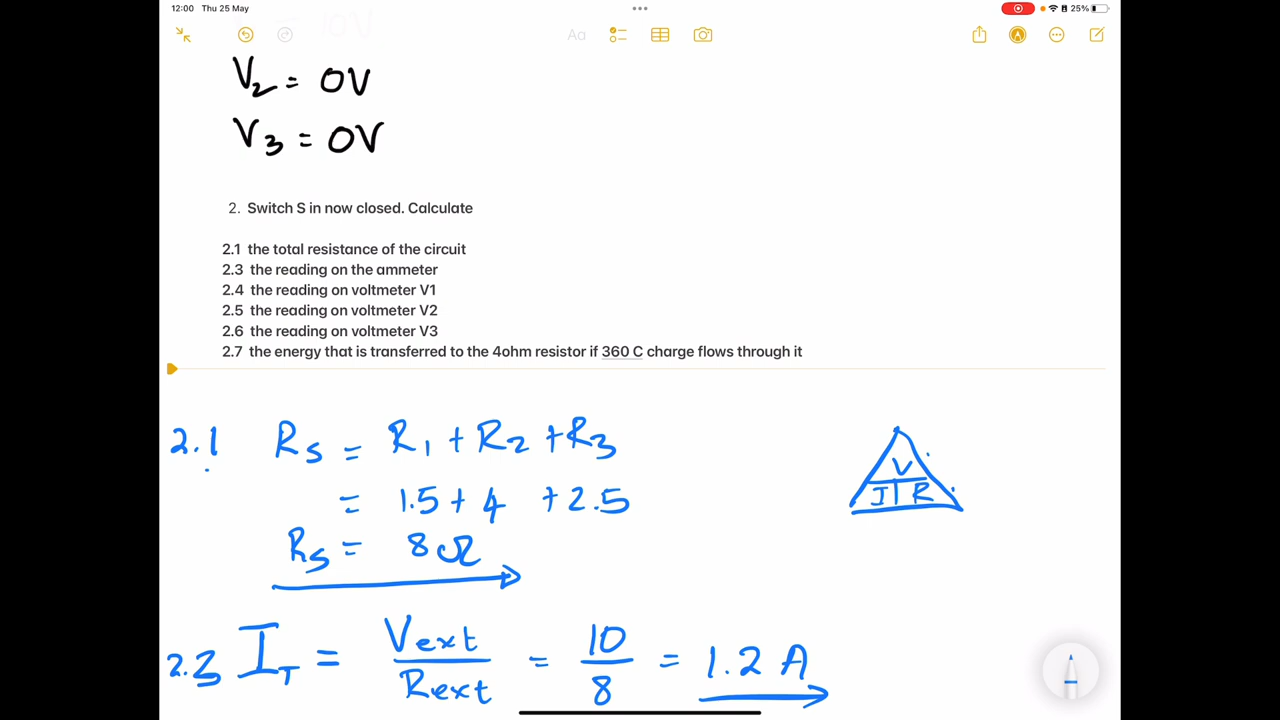 12:00 Thu 25 May 25%
Aa
V2 = 0V
V3 = 0V
2. Switch S in now closed. Calculate
2.1 the total resistance of the circuit
2.3 the reading on the ammeter
2.4 the reading on voltmeter V1
2.5 the reading on voltmeter V2
2.6 the reading on voltmeter V3
2.7 the energy that is transferred to the 4ohm resistor if 360 C charge flows through it
2.1 Rs = R1 + R2 + R3
= 1.5 + 4 + 2.5
Rs = 8Ω
V
I R
2.3 IT = Vext / Rext = 10 / 8 = 1.2 A